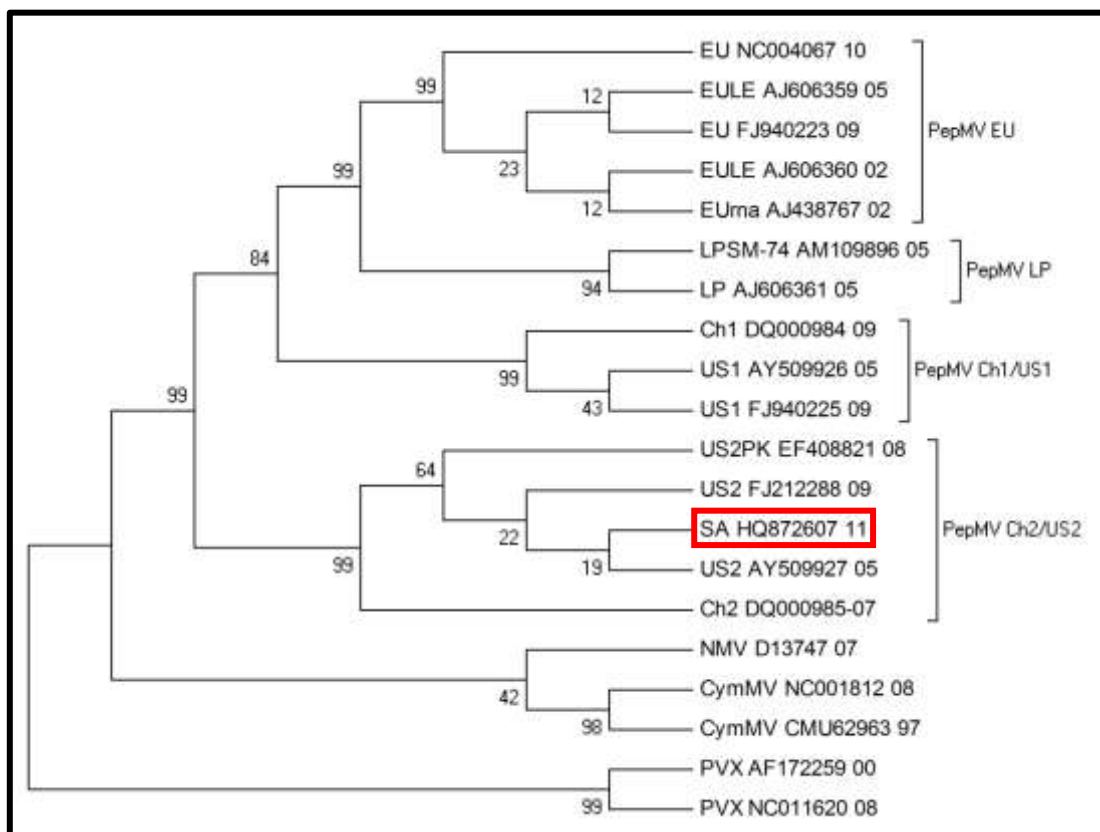 EU NC004067 10
99
EULE AJ606359 05
12
EU FJ940223 09
PepMV EU
23
EULE AJ606360 02
99
12
EUrna AJ438767 02
LPSM-74 AM109896 05
84
PepMV LP
94
LP AJ606361 05
Ch1 DQ000984 09
99
US1 AY509926 05
PepMV Ch1/US1
99
43
US1 FJ940225 09
US2PK EF408821 08
64
US2 FJ212288 09
22
SA HQ872607 11
PepMV Ch2/US2
99
19
US2 AY509927 05
Ch2 DQ000985-07
NMV D13747 07
42
CymMV NC001812 08
98
CymMV CMU62963 97
PVX AF172259 00
99
PVX NC011620 08